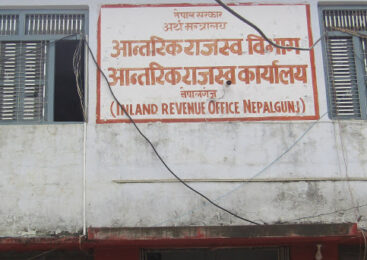 नेपाल सरकार
अर्थ मन्त्रालय
आन्तरिक राजस्व विभाग
आन्तरिक राजस्व कार्यालय
नेपालगंज
(INLAND REVENUE OFFICE NEPALGUNJ)